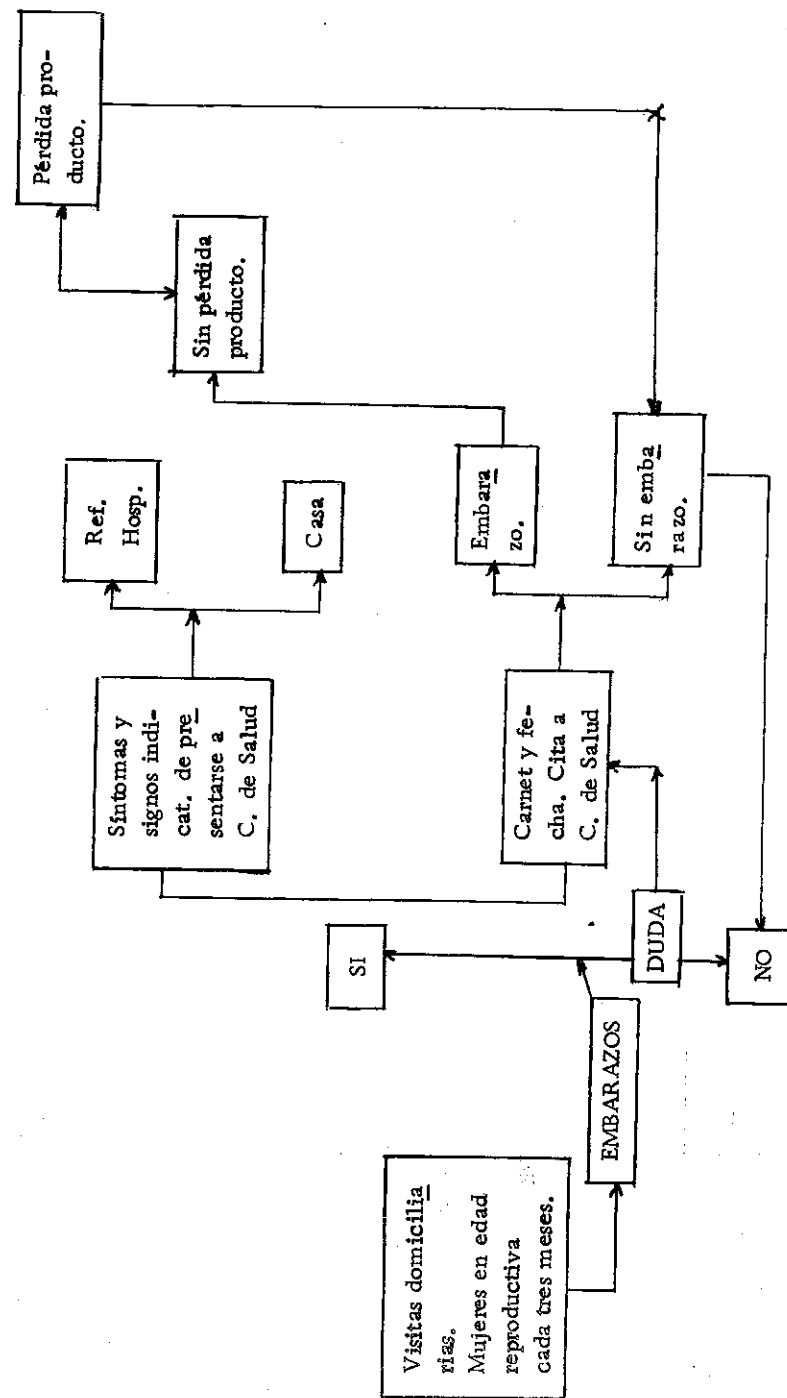 Visitas domicilia
rias.
Mujeres en edad
reproductiva
cada tres meses.
EMBARAZOS
SI
DUDA
NO
Síntomas y
signos indi-
cat. de pre
sentarse a
C. de Salud
Carnet y fe-
cha. Cita a
C. de Salud
Ref.
Hosp.
Casa
Embara
zo.
Sin emba
razo.
Sin pérdida
producto.
Pérdida pro-
ducto.